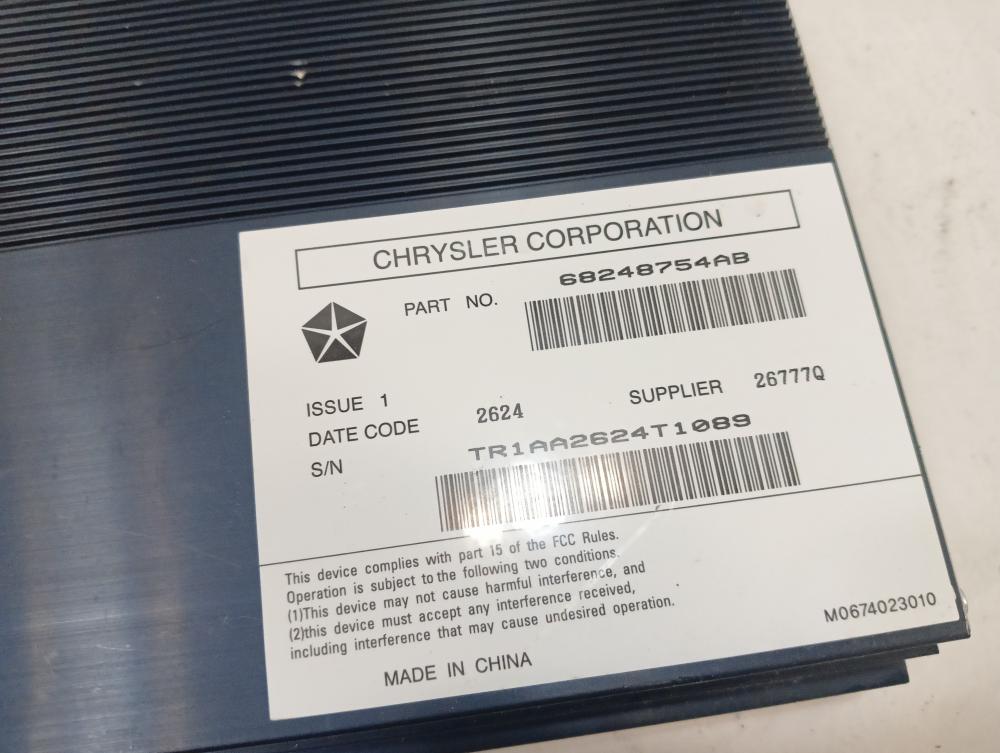 CHRYSLER CORPORATION
PART NO. 68248754AB
ISSUE 1
SUPPLIER 26777Q
DATE CODE 2624
S/N TR1AA2624T1089
This device complies with part 15 of the FCC Rules.
Operation is subject to the following two conditions.
(1)This device may not cause harmful interference, and
(2)this device must accept any interference received,
including interference that may cause undesired operation.
M0674023010
MADE IN CHINA